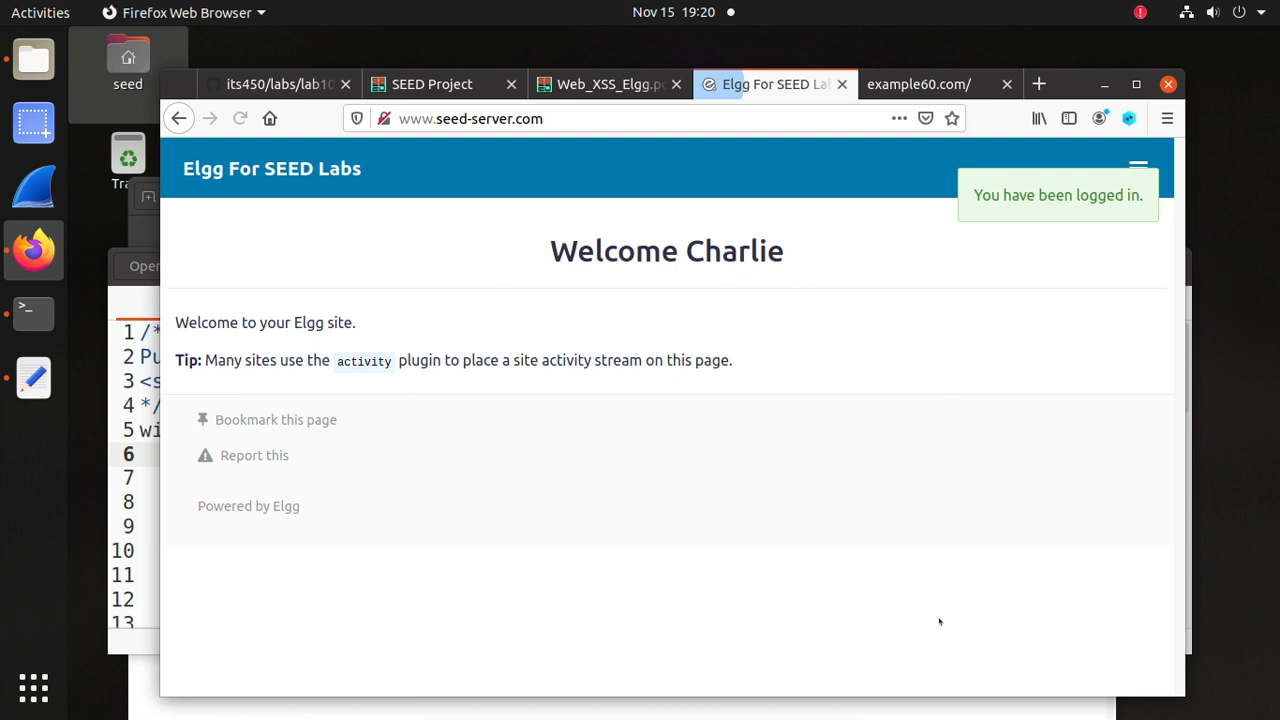 Activities
Firefox Web Browser
Nov 15 19:20
seed
its450/labs/lab10
SEED Project
Web_XSS_Elgg.pd
Elgg For SEED Lab
example60.com/
www.seed-server.com
Elgg For SEED Labs
You have been logged in.
Welcome Charlie
Welcome to your Elgg site.
Tip: Many sites use the activity plugin to place a site activity stream on this page.
Bookmark this page
Report this
Powered by Elgg
Tra
Open
1 /*
2 Pu
3 <s
4 */
5 wi
6
7
8
9
10
11
12
13